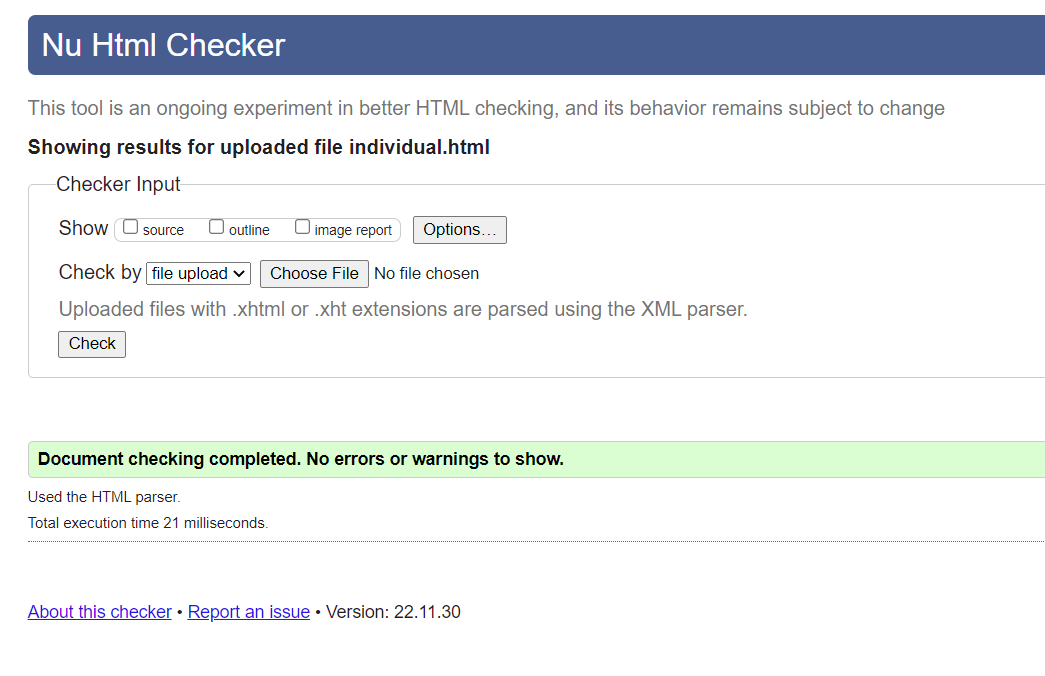 Nu Html Checker
This tool is an ongoing experiment in better HTML checking, and its behavior remains subject to change
Showing results for uploaded file individual.html
Checker Input
Show source outline image report Options…
Check by file upload Choose File No file chosen
Uploaded files with .xhtml or .xht extensions are parsed using the XML parser.
Check
Document checking completed. No errors or warnings to show.
Used the HTML parser.
Total execution time 21 milliseconds.
About this checker • Report an issue • Version: 22.11.30